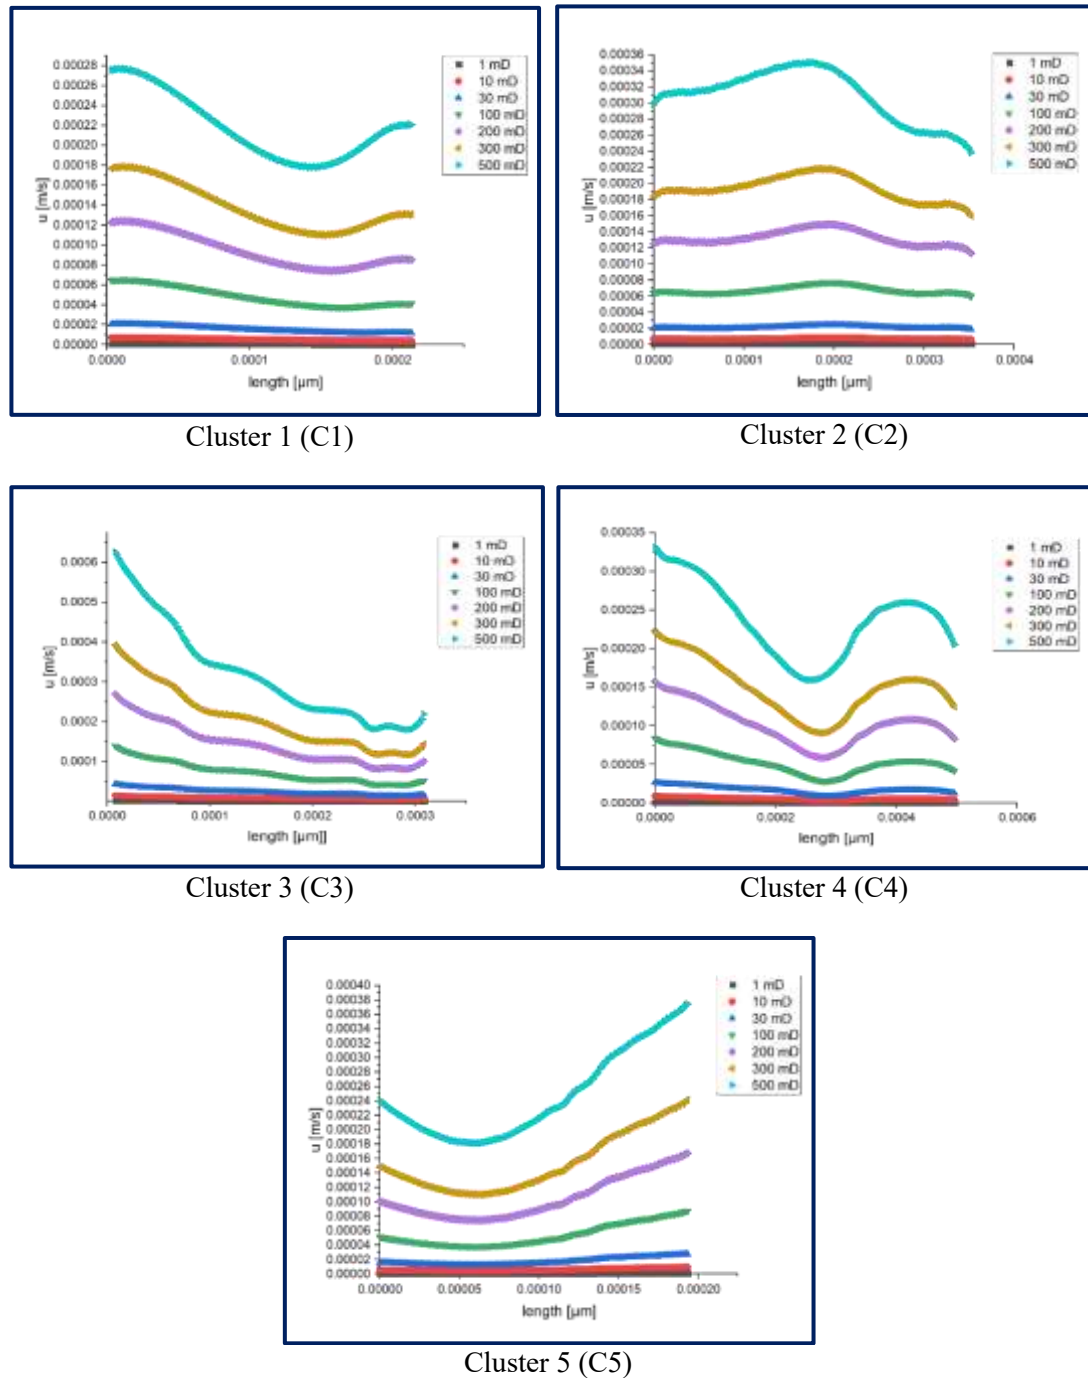 0.00028
0.00026
0.00024
0.00022
0.00020
0.00018
0.00016
0.00014
0.00012
0.00010
0.00008
0.00006
0.00004
0.00002
0.00000
u [m/s]
0.0000 0.0001 0.0002
length [µm]
1 mD
10 mD
30 mD
100 mD
200 mD
300 mD
500 mD
Cluster 1 (C1)
0.00036
0.00034
0.00032
0.00030
0.00028
0.00026
0.00024
0.00022
0.00020
0.00018
0.00016
0.00014
0.00012
0.00010
0.00008
0.00006
0.00004
0.00002
0.00000
u [m/s]
0.0000 0.0001 0.0002 0.0003 0.0004
length [µm]
1 mD
10 mD
30 mD
100 mD
200 mD
300 mD
500 mD
Cluster 2 (C2)
0.0006
0.0005
0.0004
0.0003
0.0002
0.0001
u [m/s]
0.0000 0.0001 0.0002 0.0003
length [µm]]
1 mD
10 mD
30 mD
100 mD
200 mD
300 mD
500 mD
Cluster 3 (C3)
0.00035
0.00030
0.00025
0.00020
0.00015
0.00010
0.00005
0.00000
u [m/s]
0.0000 0.0002 0.0004 0.0006
length [µm]
1 mD
10 mD
30 mD
100 mD
200 mD
300 mD
500 mD
Cluster 4 (C4)
0.00040
0.00038
0.00036
0.00034
0.00032
0.00030
0.00028
0.00026
0.00024
0.00022
0.00020
0.00018
0.00016
0.00014
0.00012
0.00010
0.00008
0.00006
0.00004
0.00002
0.00000
u [m/s]
0.00000 0.00005 0.00010 0.00015 0.00020
length [µm]
1 mD
10 mD
30 mD
100 mD
200 mD
300 mD
500 mD
Cluster 5 (C5)